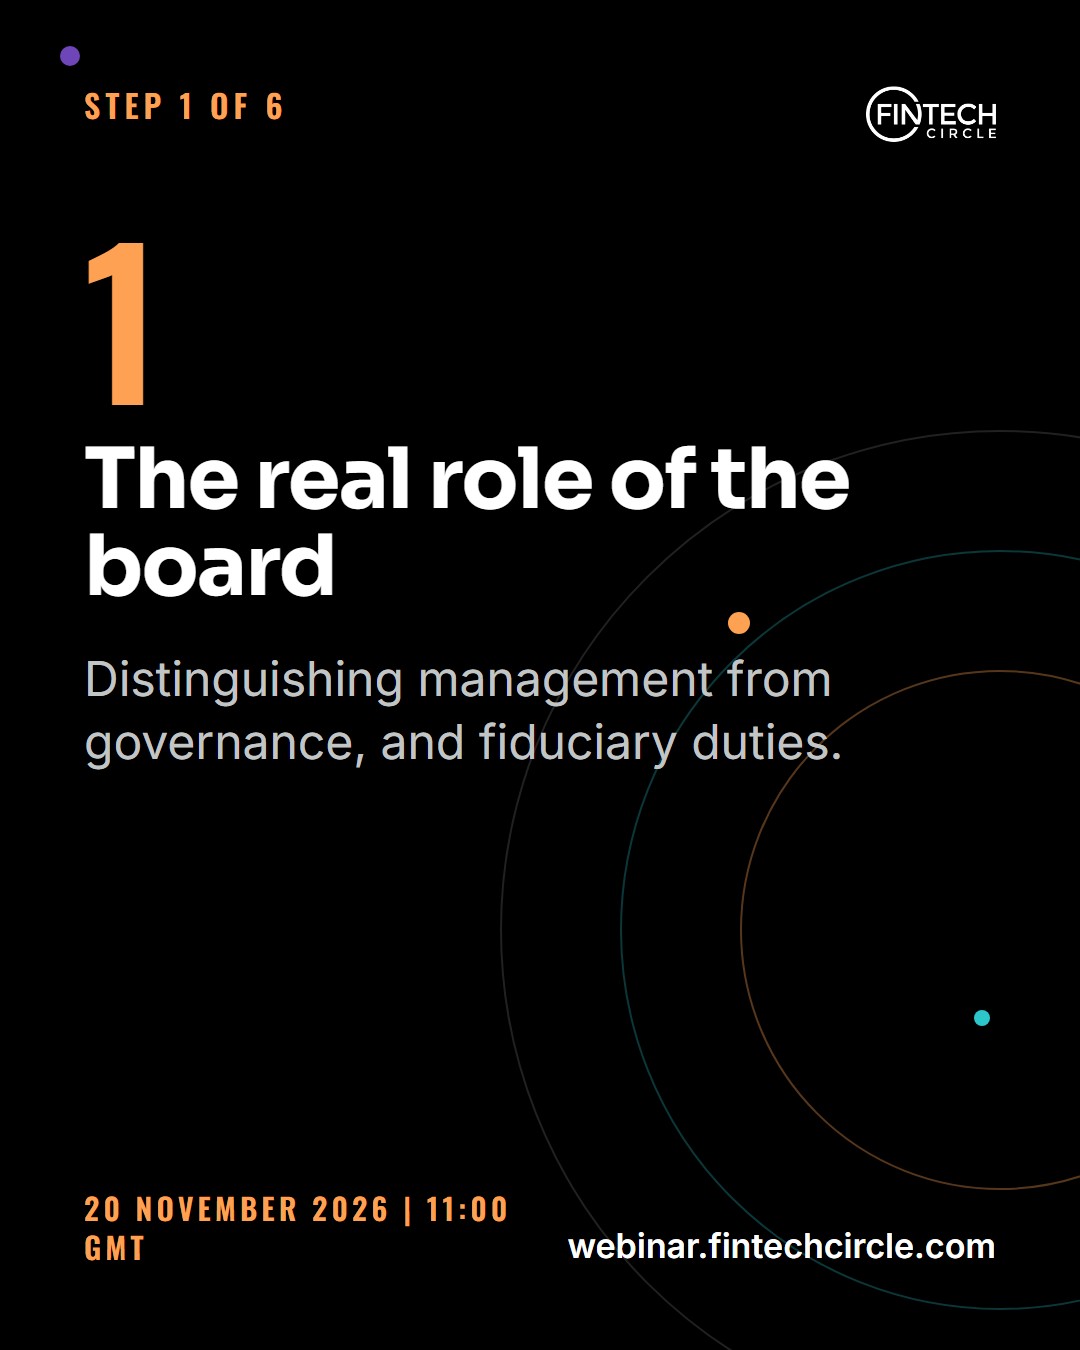 STEP 1 OF 6
FINTECH
CIRCLE
1
The real role of the
board
Distinguishing management from
governance, and fiduciary duties.
20 NOVEMBER 2026 | 11:00
GMT
webinar.fintechcircle.com